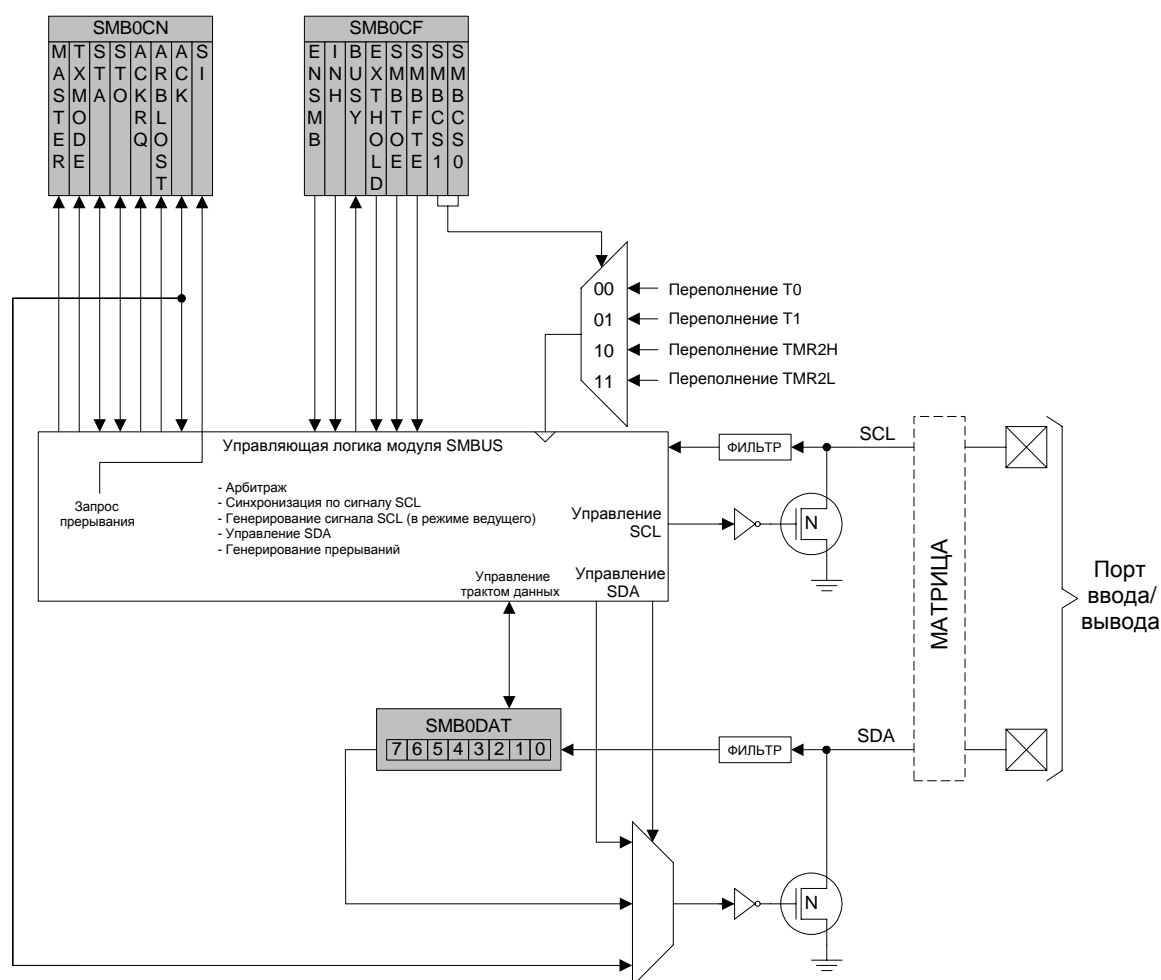 SMB0CN
MASTER
TXMODE
STA
STO
ACKRQ
ARBLOST
ACK
SI
SMB0CF
ENSMB
INH
BUSY
EXTHOLD
SMBTOE
SMBFTE
SMBCS1
SMBCS0
00
Переполнение T0
01
Переполнение T1
10
Переполнение TMR2H
11
Переполнение TMR2L
Управляющая логика модуля SMBUS
Запрос
прерывания
- Арбитраж
- Синхронизация по сигналу SCL
- Генерирование сигнала SCL (в режиме ведущего)
- Управление SDA
- Генерирование прерываний
Управление
SCL
Управление
трактом данных
Управление
SDA
ФИЛЬТР
SCL
N
МАТРИЦА
Порт
ввода/
вывода
SMB0DAT
7 6 5 4 3 2 1 0
ФИЛЬТР
SDA
N